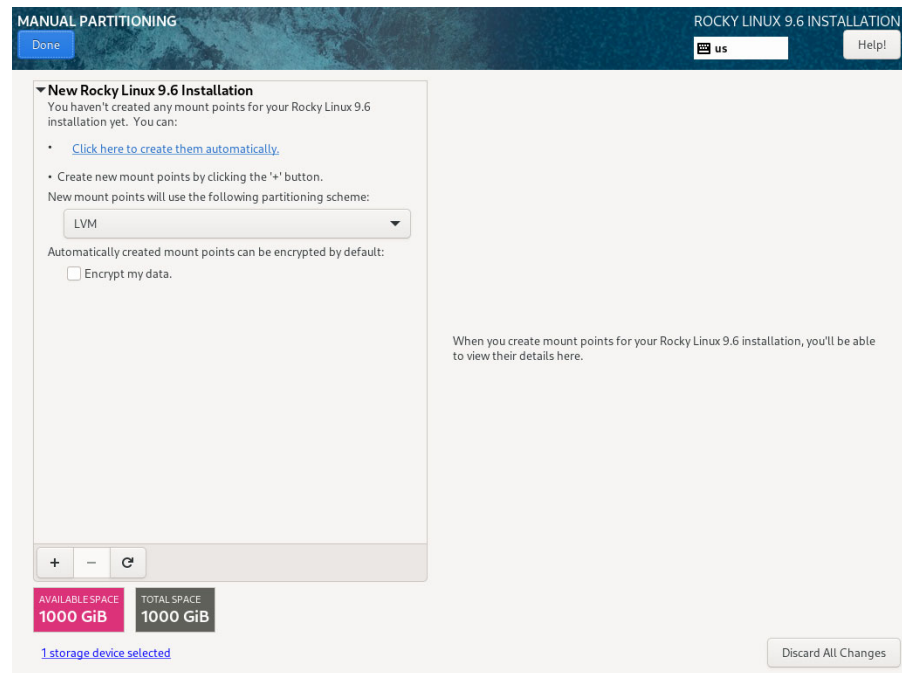 MANUAL PARTITIONING
ROCKY LINUX 9.6 INSTALLATION
Done
us
Help!
New Rocky Linux 9.6 Installation
You haven't created any mount points for your Rocky Linux 9.6
installation yet. You can:
• Click here to create them automatically.
• Create new mount points by clicking the '+' button.
New mount points will use the following partitioning scheme:
LVM
Automatically created mount points can be encrypted by default:
Encrypt my data.
When you create mount points for your Rocky Linux 9.6 installation, you'll be able
to view their details here.
+ −
AVAILABLE SPACE
1000 GiB
TOTAL SPACE
1000 GiB
1 storage device selected
Discard All Changes